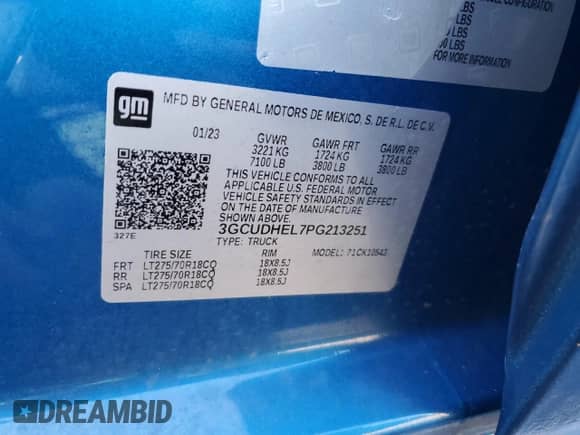 LBS
LBS
LBS
00 LBS
FOR MORE INFORMATION
gm
MFD BY GENERAL MOTORS DE MEXICO, S. DE R.L. DE C.V.
01/23 GVWR GAWR FRT GAWR RR
3221 KG 1724 KG 1724 KG
7100 LB 3800 LB 3800 LB
THIS VEHICLE CONFORMS TO ALL
APPLICABLE U.S. FEDERAL MOTOR
VEHICLE SAFETY STANDARDS IN EFFECT
ON THE DATE OF MANUFACTURE
SHOWN ABOVE.
327E
3GCUDHEL7PG213251
TYPE: TRUCK MODEL: 71CK10543
TIRE SIZE RIM
FRT LT275/70R18CQ 18X8.5J
RR LT275/70R18CQ 18X8.5J
SPA LT275/70R18CQ 18X8.5J
DREAMBID